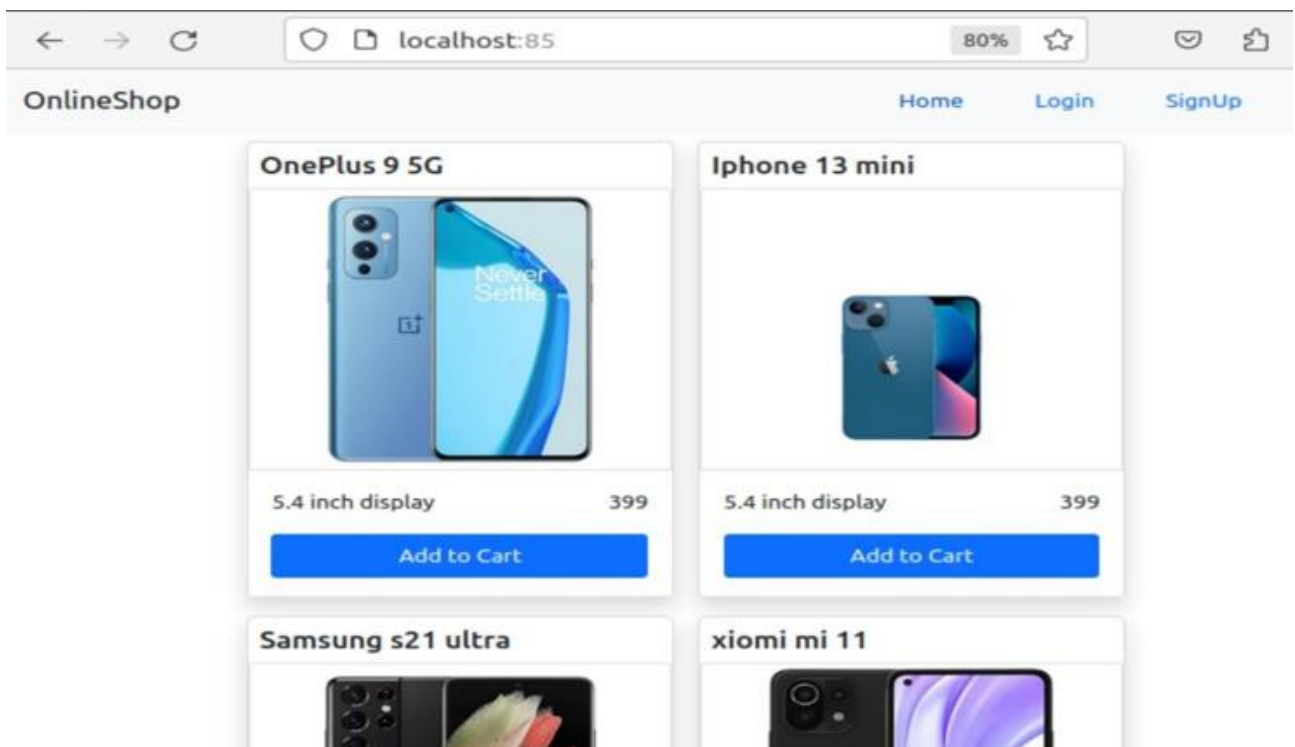 localhost:85 80%
OnlineShop Home Login SignUp
OnePlus 9 5G
Never
Settle
5.4 inch display 399
Add to Cart
Iphone 13 mini
5.4 inch display 399
Add to Cart
Samsung s21 ultra
xiomi mi 11